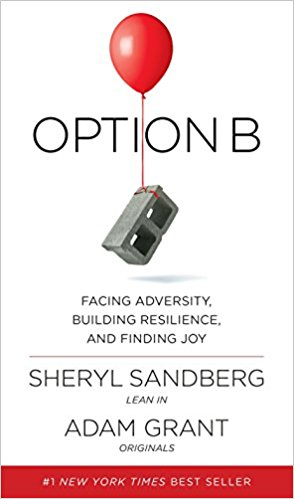 OPTION B
FACING ADVERSITY,
BUILDING RESILIENCE,
AND FINDING JOY
SHERYL SANDBERG
LEAN IN
ADAM GRANT
ORIGINALS
#1 NEW YORK TIMES BEST SELLER